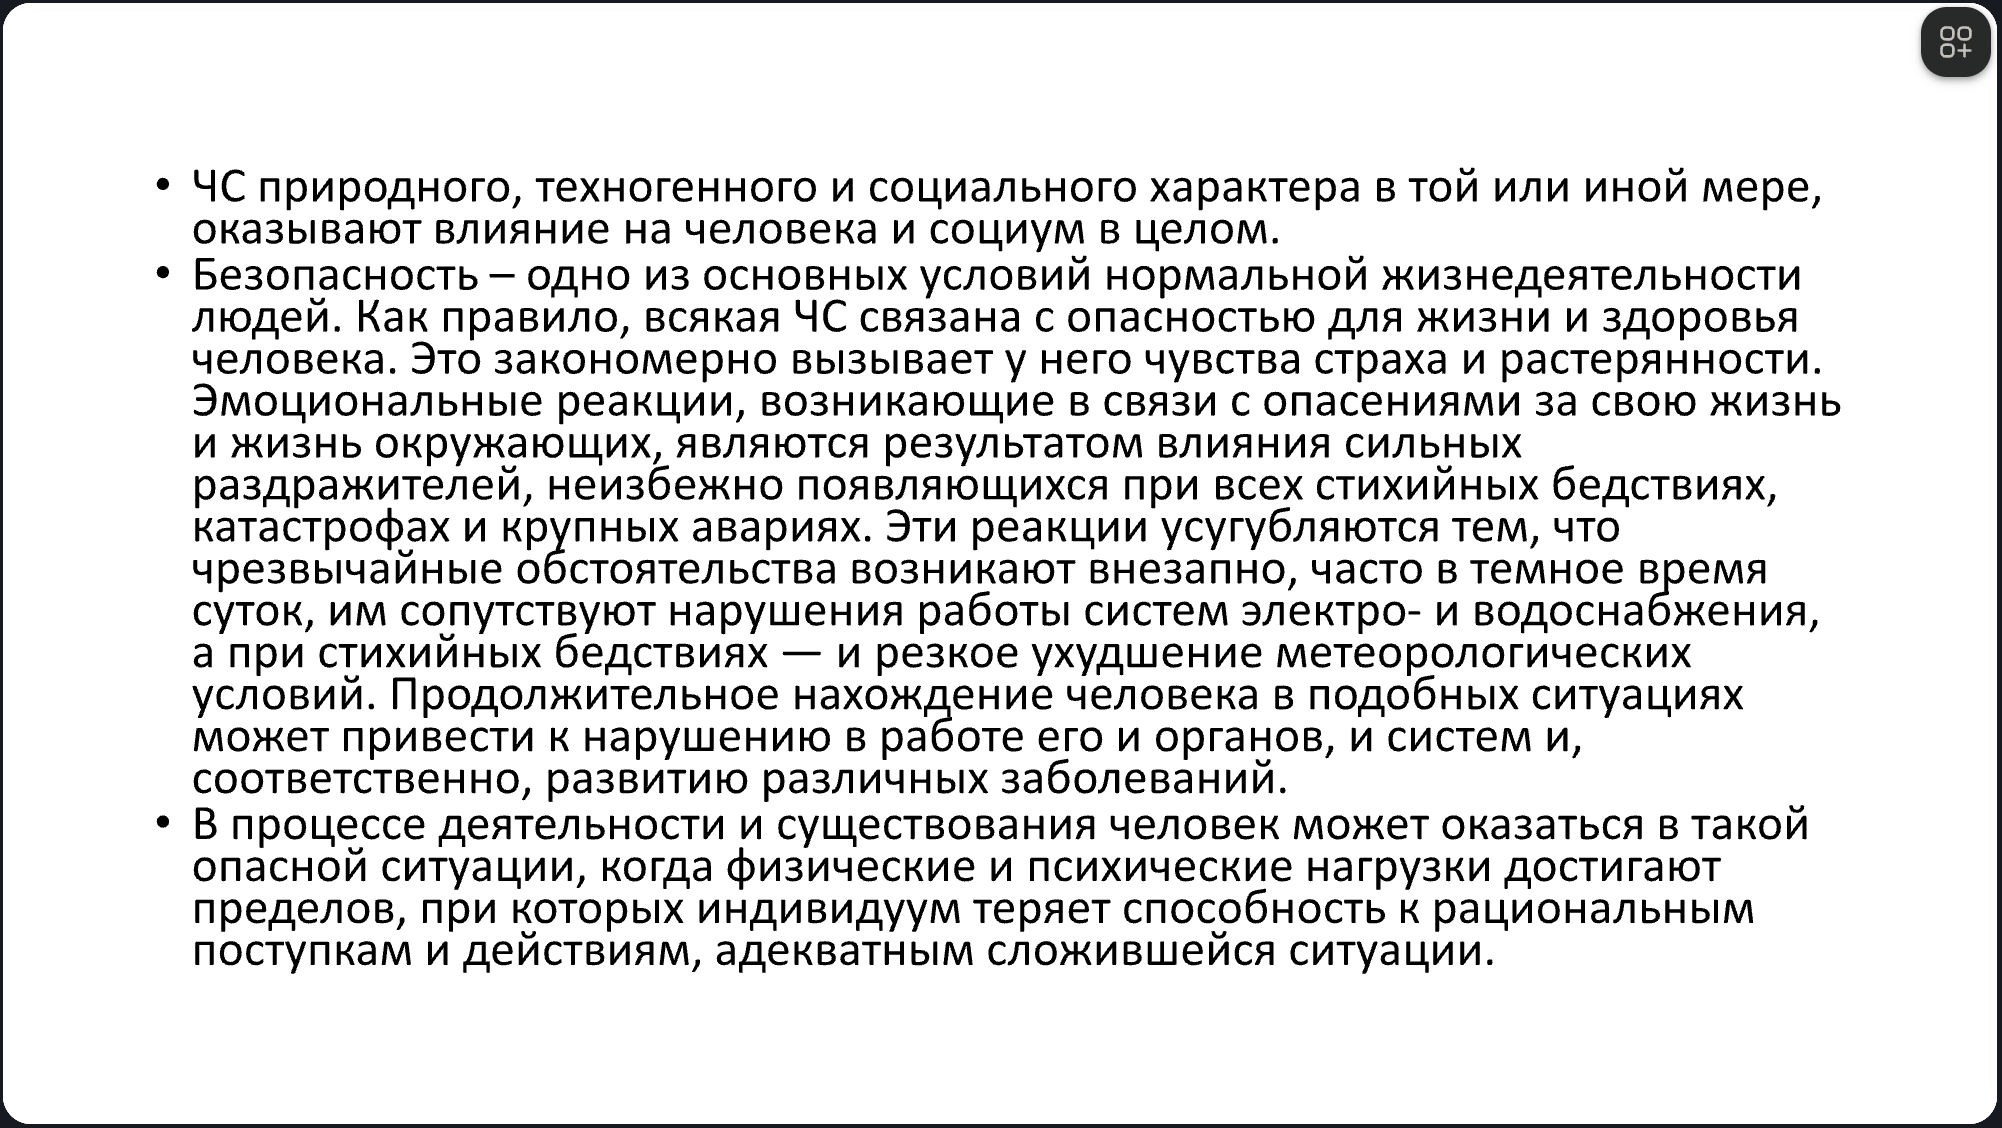 • ЧС природного, техногенного и социального характера в той или иной мере,
оказывают влияние на человека и социум в целом.
• Безопасность – одно из основных условий нормальной жизнедеятельности
людей. Как правило, всякая ЧС связана с опасностью для жизни и здоровья
человека. Это закономерно вызывает у него чувства страха и растерянности.
Эмоциональные реакции, возникающие в связи с опасениями за свою жизнь
и жизнь окружающих, являются результатом влияния сильных
раздражителей, неизбежно появляющихся при всех стихийных бедствиях,
катастрофах и крупных авариях. Эти реакции усугубляются тем, что
чрезвычайные обстоятельства возникают внезапно, часто в темное время
суток, им сопутствуют нарушения работы систем электро- и водоснабжения,
а при стихийных бедствиях — и резкое ухудшение метеорологических
условий. Продолжительное нахождение человека в подобных ситуациях
может привести к нарушению в работе его и органов, и систем и,
соответственно, развитию различных заболеваний.
• В процессе деятельности и существования человек может оказаться в такой
опасной ситуации, когда физические и психические нагрузки достигают
пределов, при которых индивидуум теряет способность к рациональным
поступкам и действиям, адекватным сложившейся ситуации.